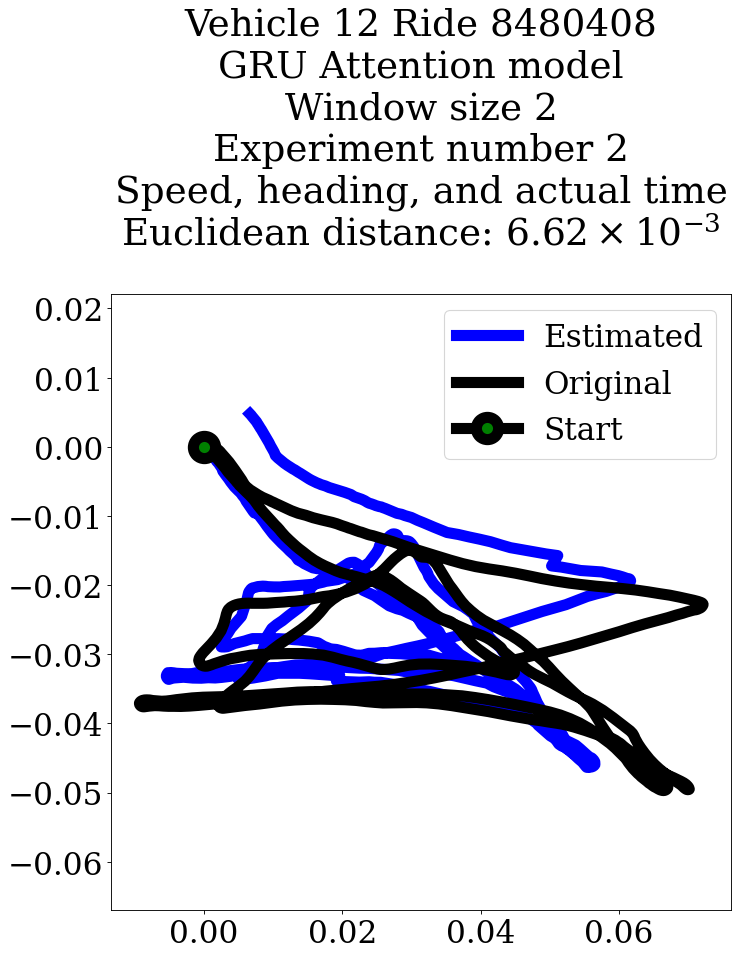 Vehicle 12 Ride 8480408
GRU Attention model
Window size 2
Experiment number 2
Speed, heading, and actual time
Euclidean distance: 6.62 × 10⁻³
Estimated
Original
Start
0.02
0.01
0.00
−0.01
−0.02
−0.03
−0.04
−0.05
−0.06
0.00 0.02 0.04 0.06